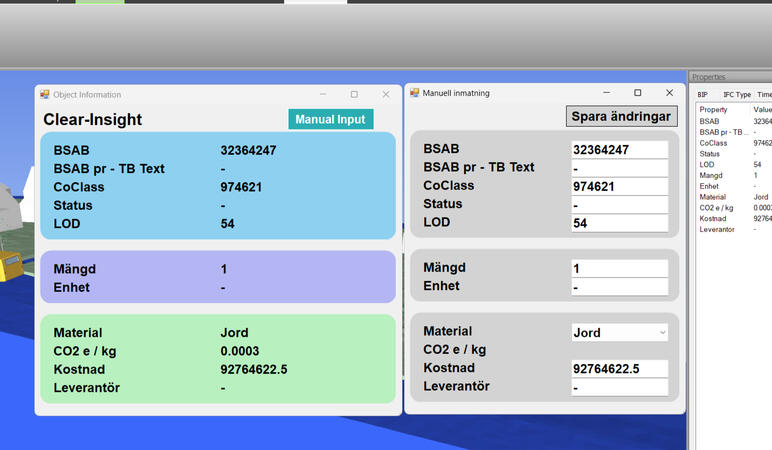 Object Information
Clear-Insight
Manual Input
BSAB 32364247
BSAB pr - TB Text -
CoClass 974621
Status -
LOD 54
Mängd 1
Enhet -
Material Jord
CO2 e / kg 0.0003
Kostnad 92764622.5
Leverantör -
Manuell inmatning
Spara ändringar
BSAB 32364247
BSAB pr - TB Text -
CoClass 974621
Status -
LOD 54
Mängd 1
Enhet -
Material Jord
CO2 e / kg
Kostnad 92764622.5
Leverantör -
Properties
BIP IFC Type Time
Property Value
BSAB 32364
BSAB pr - TB ... -
CoClass 97462
Status -
LOD 54
Mängd 1
Enhet -
Material Jord
CO2 e / kg 0.0003
Kostnad 92764
Leverantör -